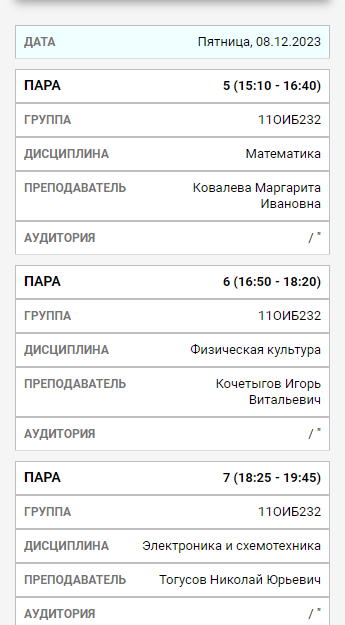 ДАТА Пятница, 08.12.2023
ПАРА 5 (15:10 - 16:40)
ГРУППА 11ОИБ232
ДИСЦИПЛИНА Математика
ПРЕПОДАВАТЕЛЬ Ковалева Маргарита
Ивановна
АУДИТОРИЯ / "
ПАРА 6 (16:50 - 18:20)
ГРУППА 11ОИБ232
ДИСЦИПЛИНА Физическая культура
ПРЕПОДАВАТЕЛЬ Кочетыгов Игорь
Витальевич
АУДИТОРИЯ / "
ПАРА 7 (18:25 - 19:45)
ГРУППА 11ОИБ232
ДИСЦИПЛИНА Электроника и схемотехника
ПРЕПОДАВАТЕЛЬ Тогусов Николай Юрьевич
АУДИТОРИЯ / "